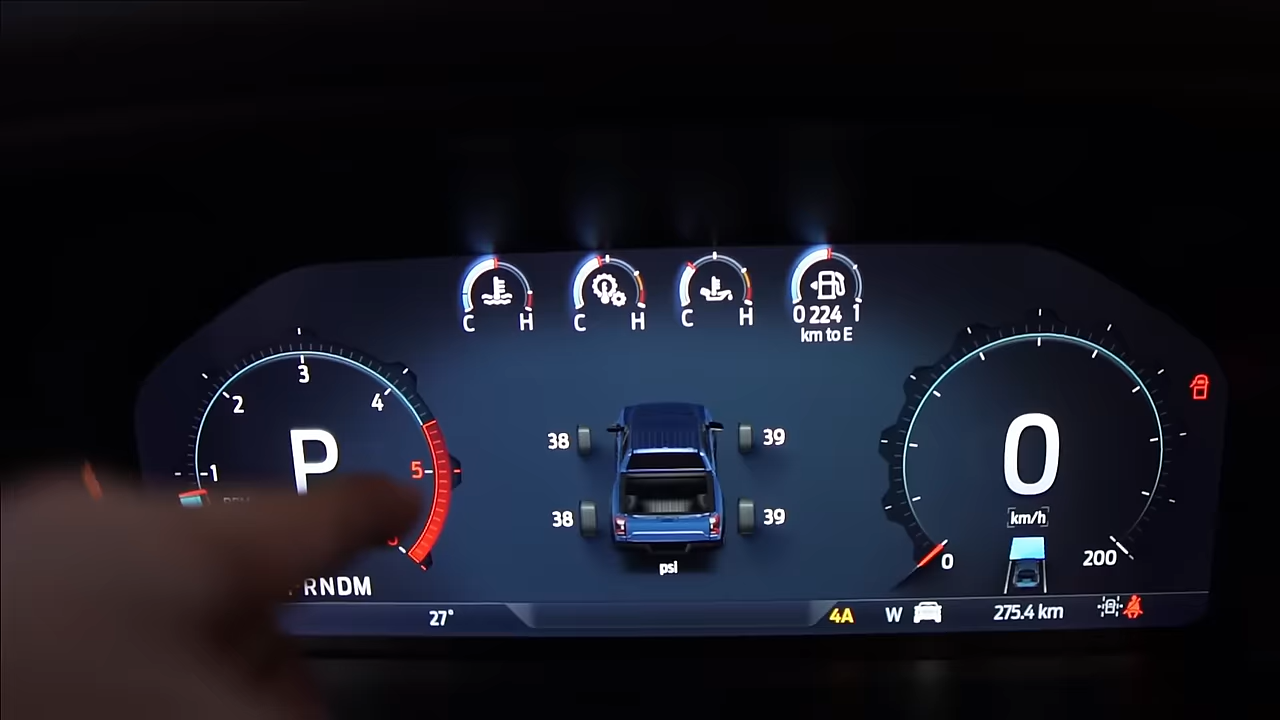 C H
C H
C H
0 224 1
km to E
1
2
3
4
5
P
RNDM
38
39
38
39
psi
0
km/h
0
200
27°
4A
W
275.4 km